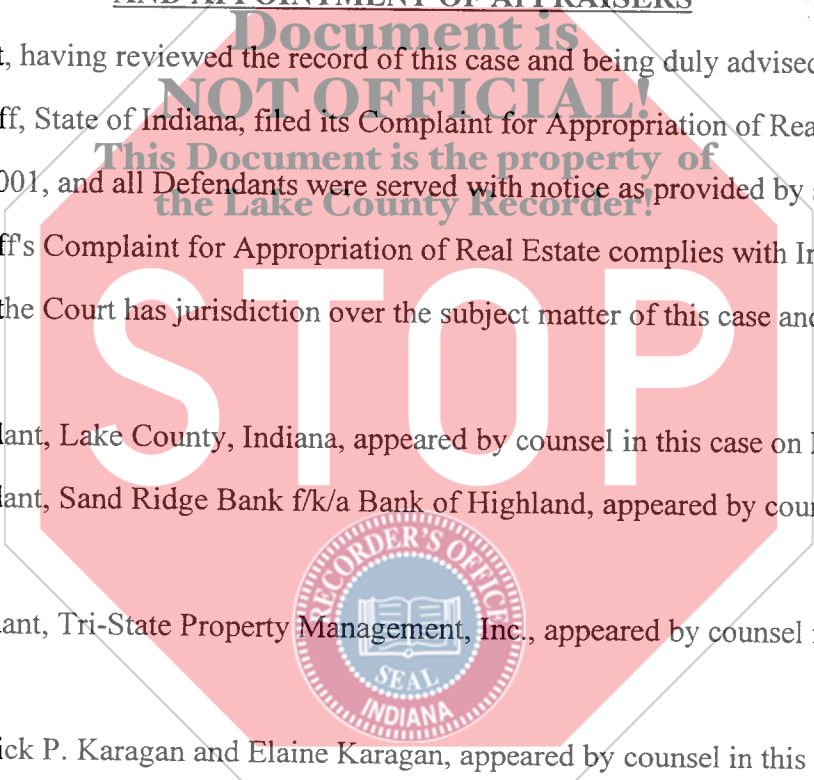 AND APPOINTMENT OF APPRAISERS
Document is
t, having reviewed the record of this case and being duly advised
NOT OFFICIAL!
ff, State of Indiana, filed its Complaint for Appropriation of Rea
This Document is the property of
001, and all Defendants were served with notice as provided by
the Lake County Recorder!
ff's Complaint for Appropriation of Real Estate complies with In
the Court has jurisdiction over the subject matter of this case and
STOP
lant, Lake County, Indiana, appeared by counsel in this case on
lant, Sand Ridge Bank f/k/a Bank of Highland, appeared by cou
RECORDER'S OFFICE
lant, Tri-State Property Management, Inc., appeared by counsel
SEAL
INDIANA
ick P. Karagan and Elaine Karagan, appeared by counsel in this